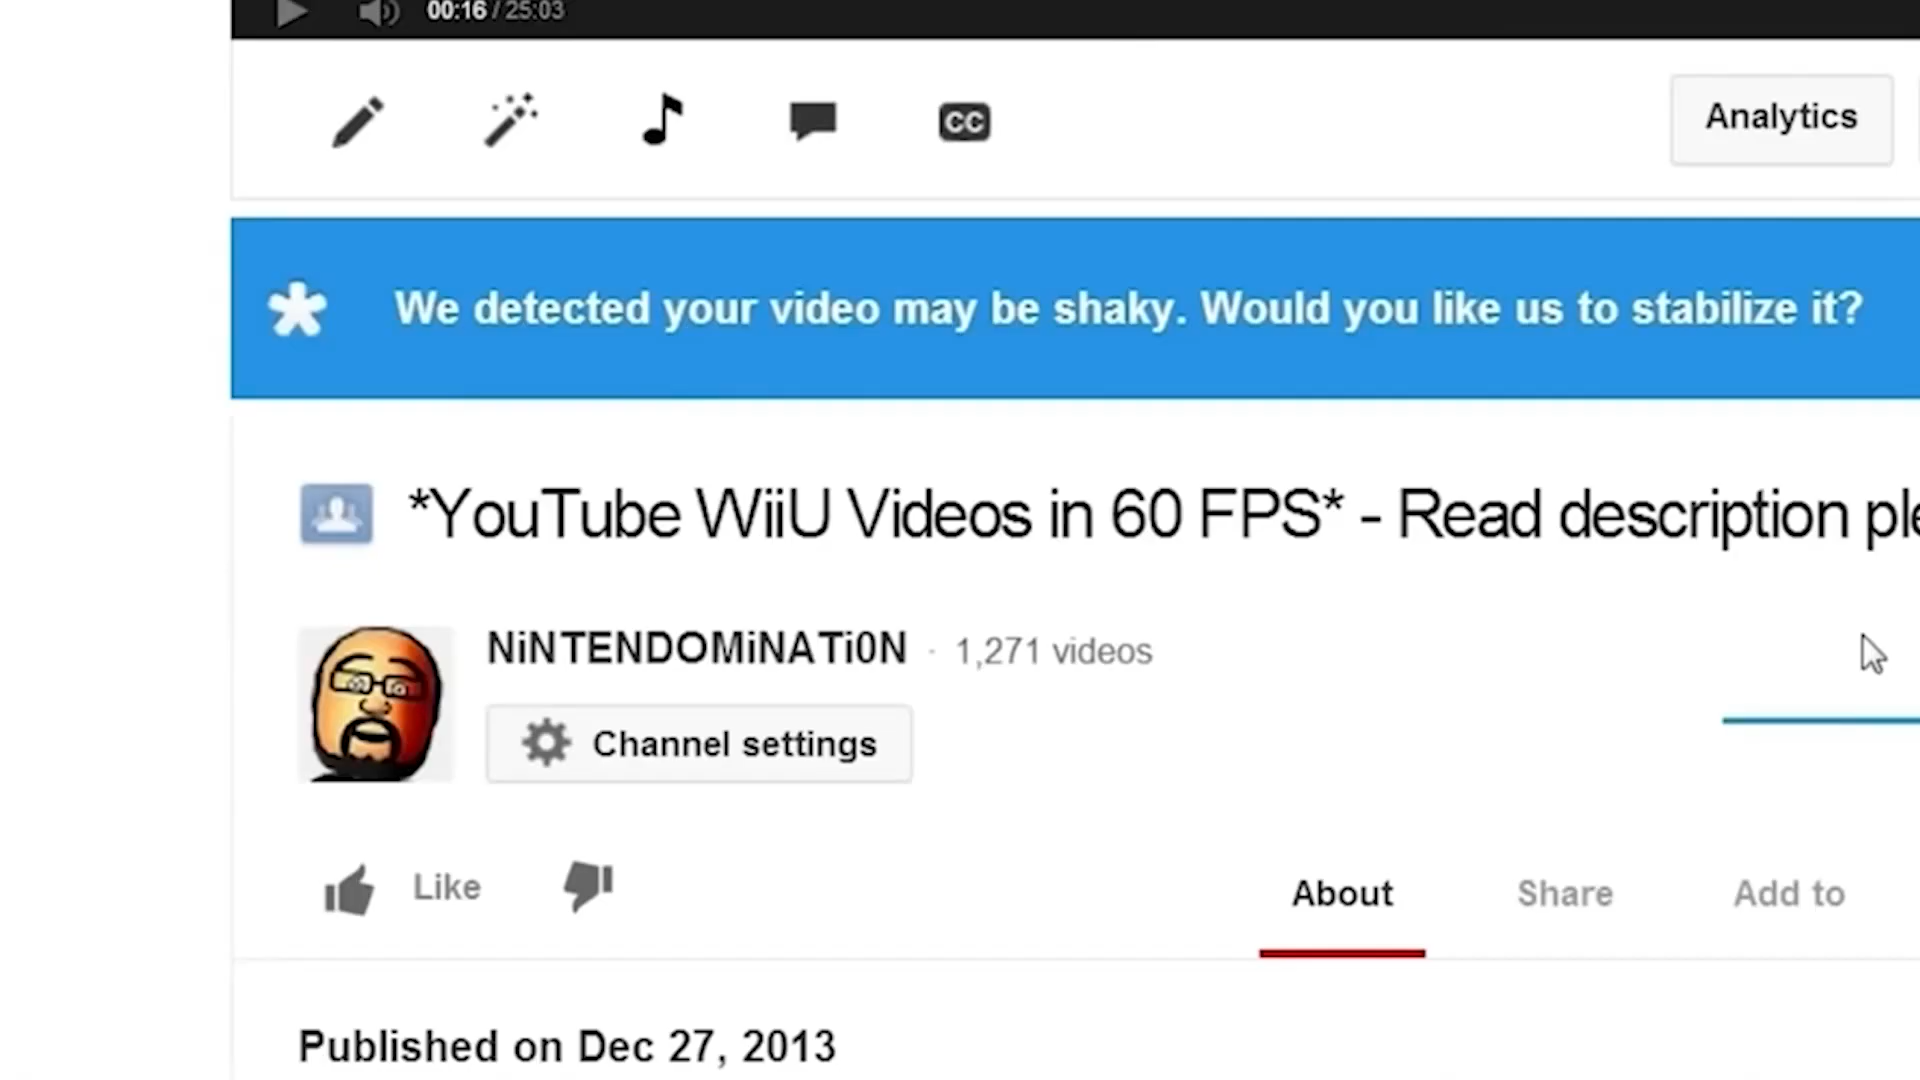 00:16 / 25:03
CC
Analytics
We detected your video may be shaky. Would you like us to stabilize it?
*YouTube WiiU Videos in 60 FPS* - Read description ple
NiNTENDOMiNATi0N · 1,271 videos
Channel settings
Like
About
Share
Add to
Published on Dec 27, 2013